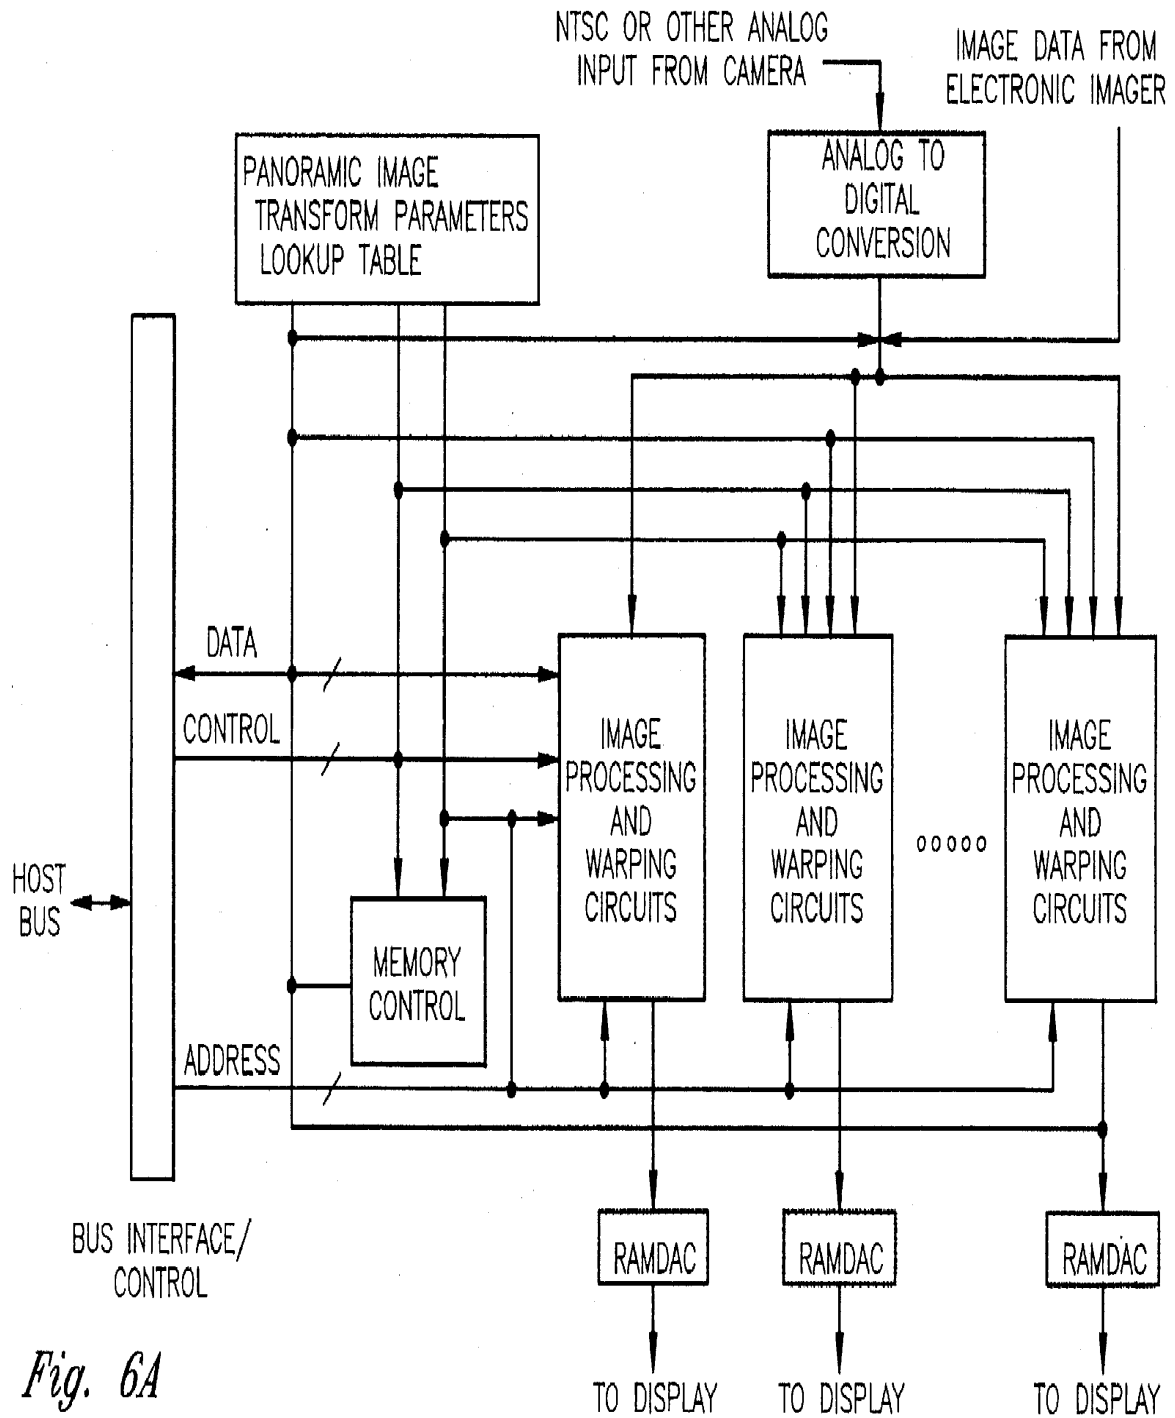 NTSC OR OTHER ANALOG
INPUT FROM CAMERA
IMAGE DATA FROM
ELECTRONIC IMAGER
PANORAMIC IMAGE
TRANSFORM PARAMETERS
LOOKUP TABLE
ANALOG TO
DIGITAL
CONVERSION
DATA
CONTROL
IMAGE
PROCESSING
AND
WARPING
CIRCUITS
IMAGE
PROCESSING
AND
WARPING
CIRCUITS
ooooo
IMAGE
PROCESSING
AND
WARPING
CIRCUITS
HOST
BUS
MEMORY
CONTROL
ADDRESS
BUS INTERFACE/
CONTROL
RAMDAC
RAMDAC
RAMDAC
TO DISPLAY
TO DISPLAY
TO DISPLAY
Fig. 6A